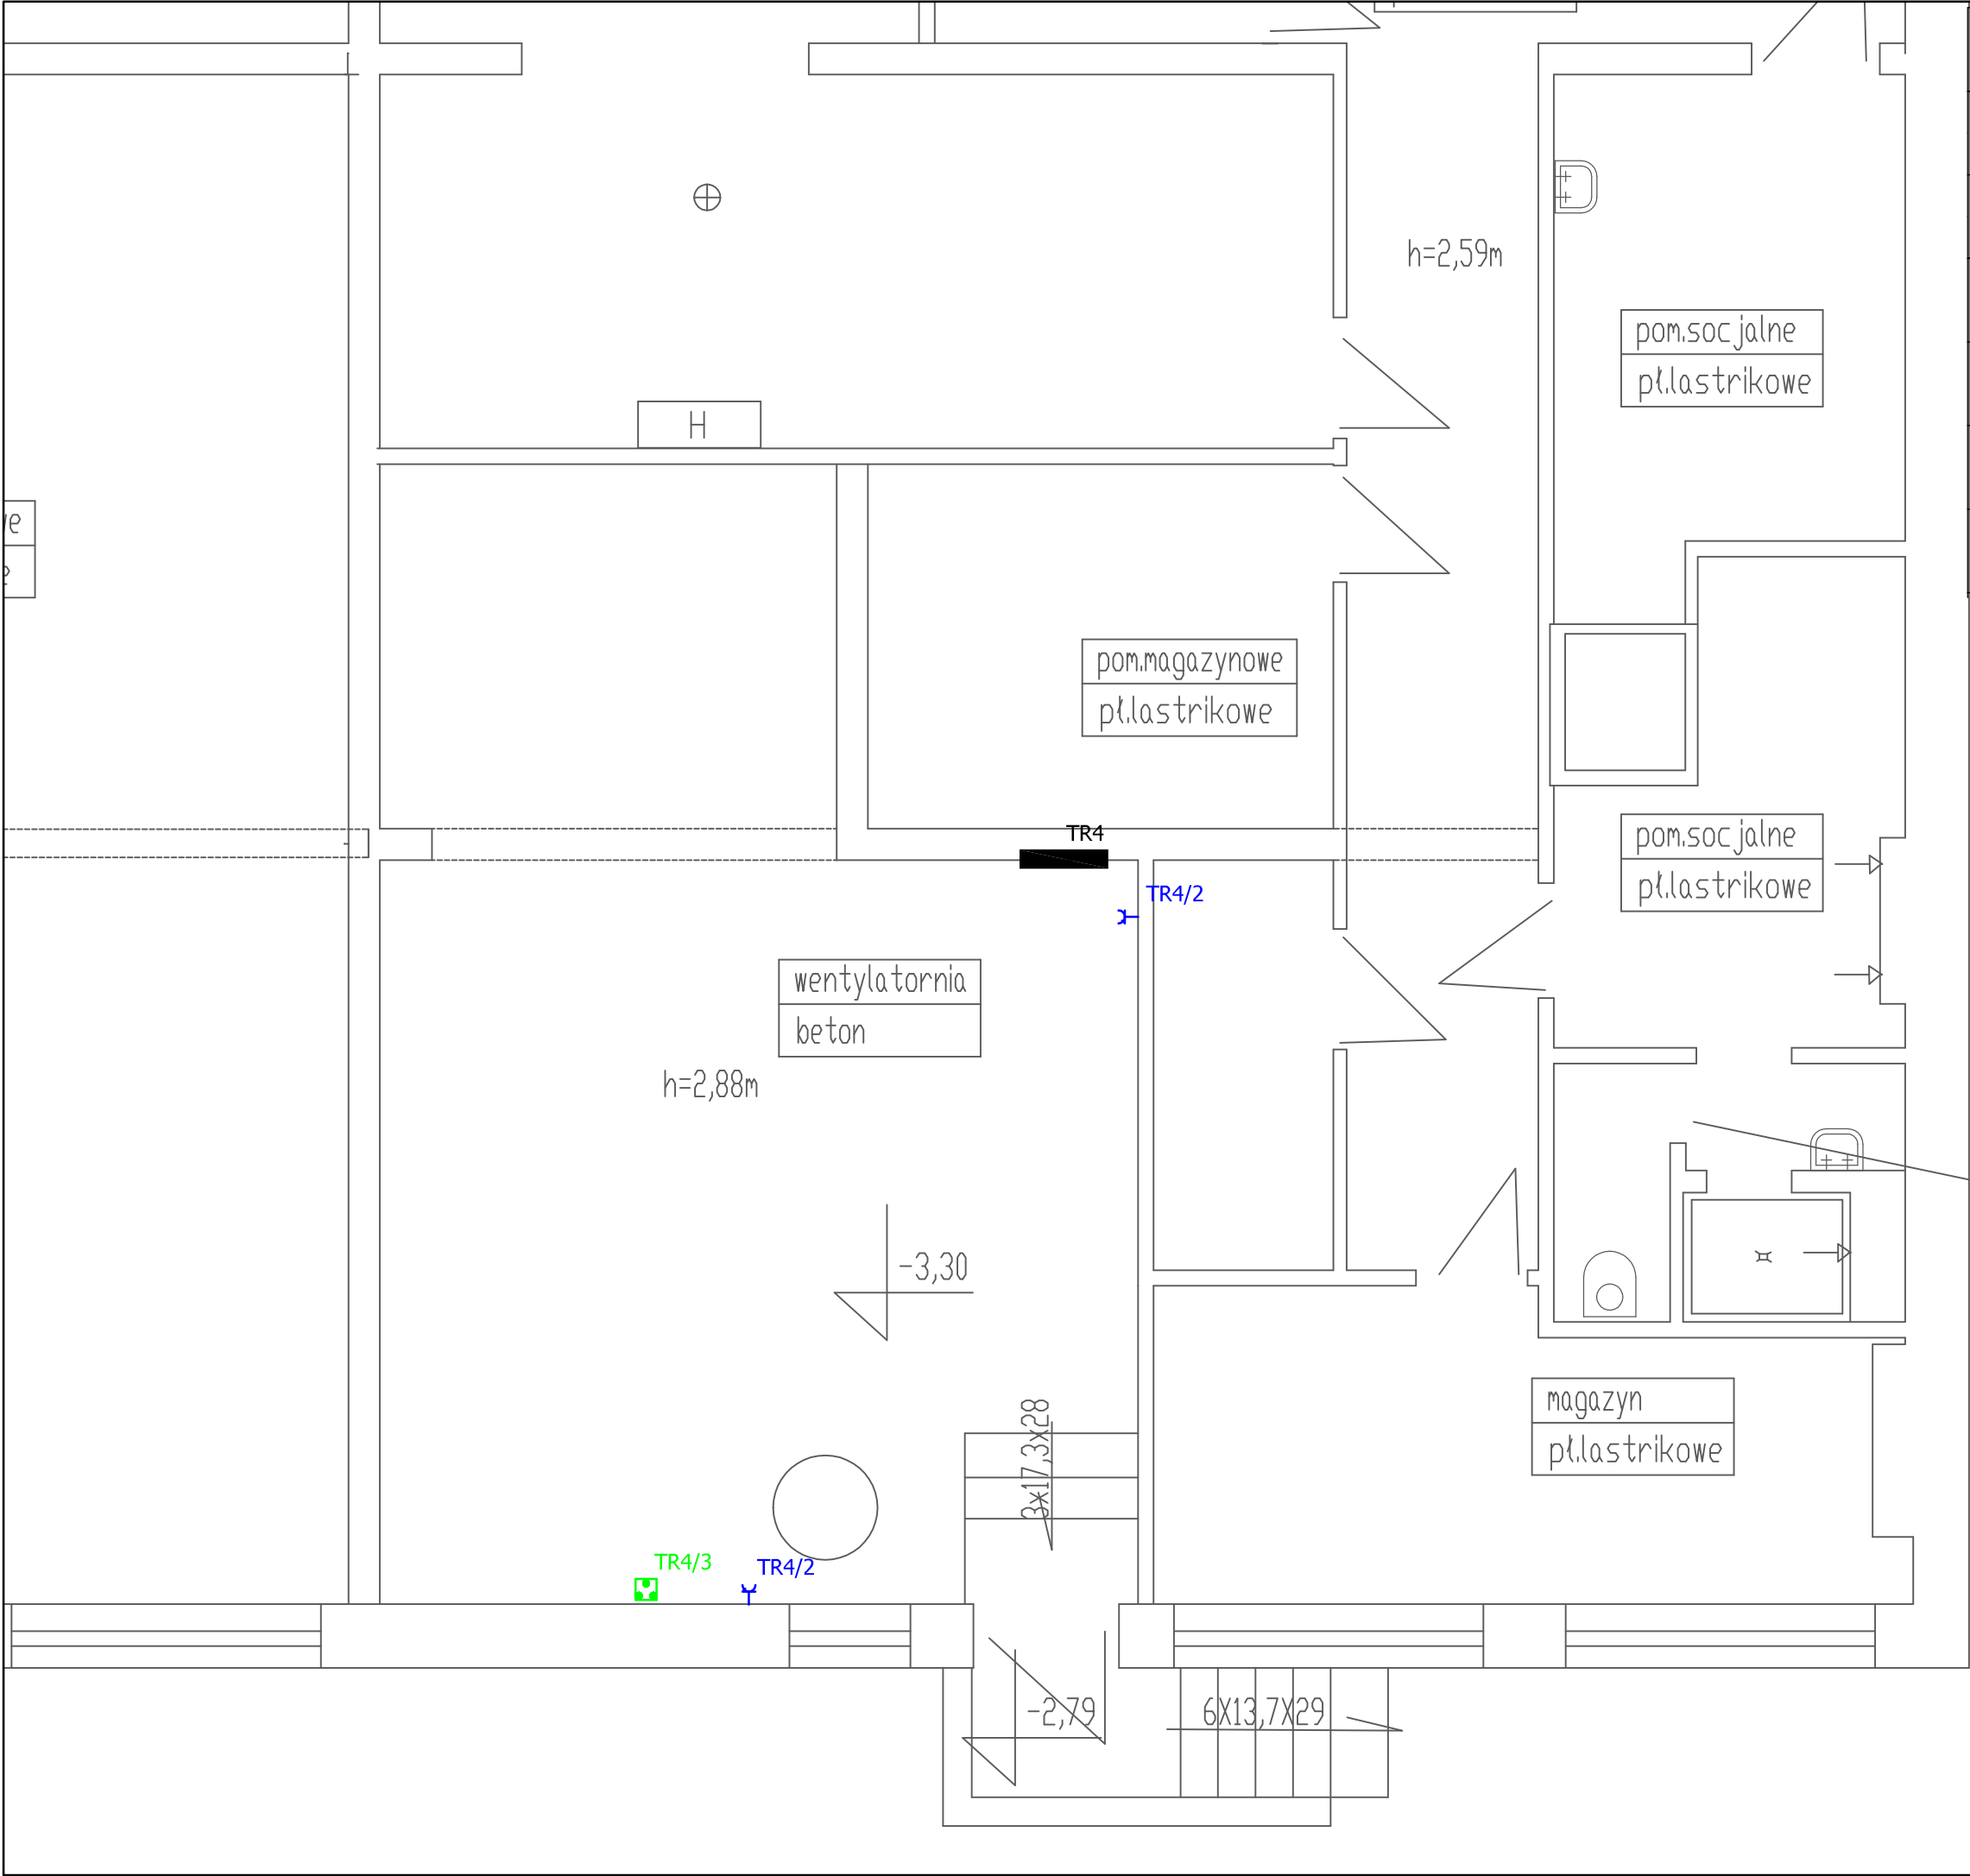 h=2,59m
pom.socjalne
pł.lastrikowe
H
pom.magazynowe
pł.lastrikowe
TR4
pom.socjalne
pł.lastrikowe
TR4/2
wentylatornia
beton
h=2,88m
-3,30
3x17,3x28
magazyn
pł.lastrikowe
TR4/3
TR4/2
-2,79
6X13,7X29